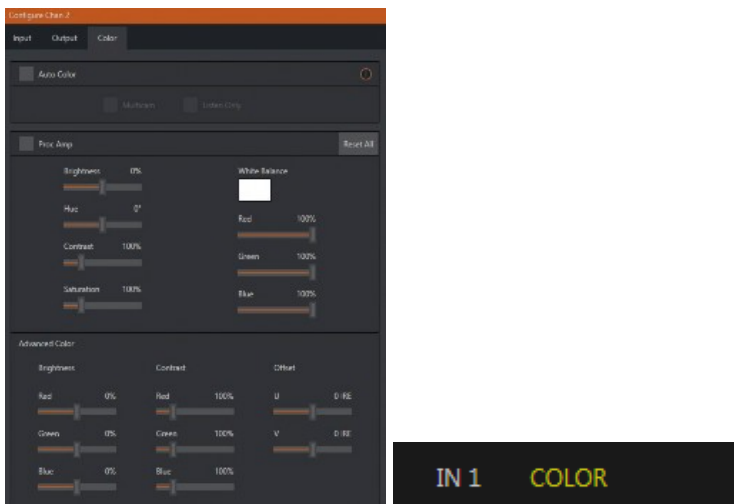 Configure Chan 2
Input Output Color
Auto Color
Multicam Listen Only
Proc Amp Reset All
Brightness 0% White Balance
Hue 0°
Red 100%
Contrast 100%
Green 100%
Saturation 100%
Blue 100%
Advanced Color
Brightness Contrast Offset
Red 0% Red 100% U 0 IRE
Green 0% Green 100% V 0 IRE
Blue 0% Blue 100%
IN 1 COLOR